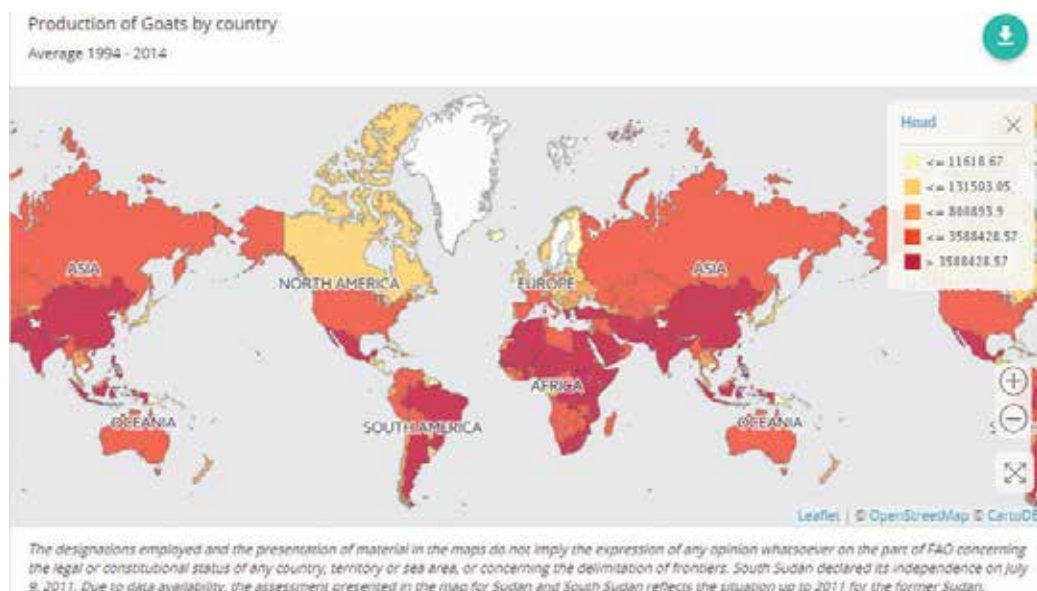 Production of Goats by country
Average 1994 - 2014
Head
<= 11618.67
<= 131503.05
<= 3588428.57
> 3588428.57
ASIA
NORTH AMERICA
EUROPE
ASIA
AFRICA
OCEANIA
SOUTH AMERICA
OCEANIA
Leaflet | © OpenStreetMap © CartoDB
The designations employed and the presentation of material in the maps do not imply the expression of any opinion whatsoever on the part of FAO concerning
the legal or constitutional status of any country, territory or sea area, or concerning the delimitation of frontiers. South Sudan declared its independence on July
9, 2011. Due to data availability, the assessment presented in the map for Sudan and South Sudan reflects the situation up to 2011 for the former Sudan.